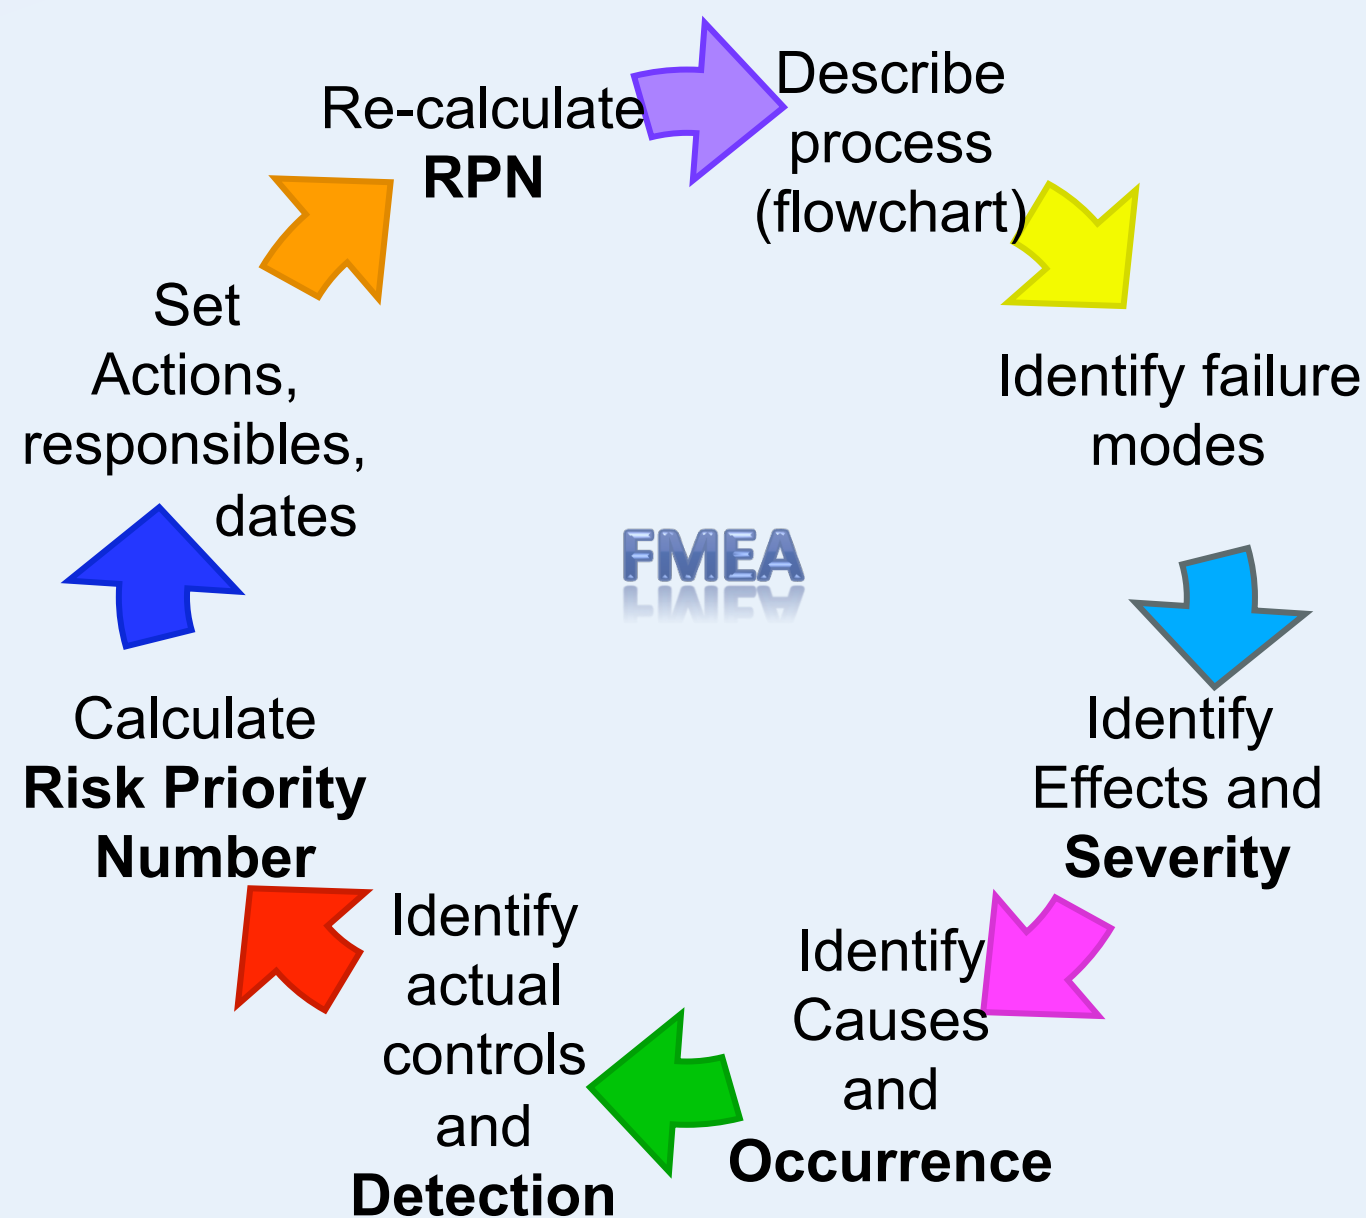 Describe
process
(flowchart)
Identify failure
modes
Identify
Effects and
Severity
Identify
Causes
and
Occurrence
Identify
actual
controls
and
Detection
Calculate
Risk Priority
Number
Set
Actions,
responsibles,
dates
Re-calculate
RPN
FMEA